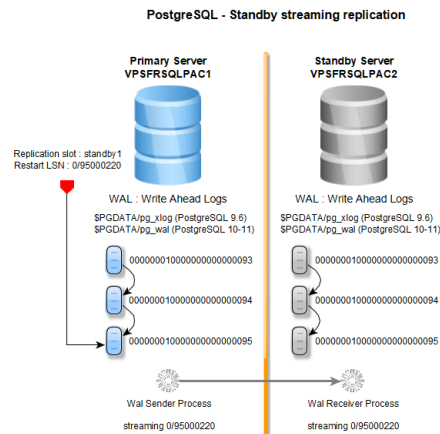 PostgreSQL - Standby streaming replication
Primary Server
VPSFRSQLPAC1
Standby Server
VPSFRSQLPAC2
Replication slot : standby1
Restart LSN : 0/95000220
WAL : Write Ahead Logs
$PGDATA/pg_xlog (PostgreSQL 9.6)
$PGDATA/pg_wal (PostgreSQL 10-11)
WAL : Write Ahead Logs
$PGDATA/pg_xlog (PostgreSQL 9.6)
$PGDATA/pg_wal (PostgreSQL 10-11)
000000010000000000000093
000000010000000000000094
000000010000000000000095
000000010000000000000093
000000010000000000000094
000000010000000000000095
Wal Sender Process
streaming 0/95000220
Wal Receiver Process
streaming 0/95000220